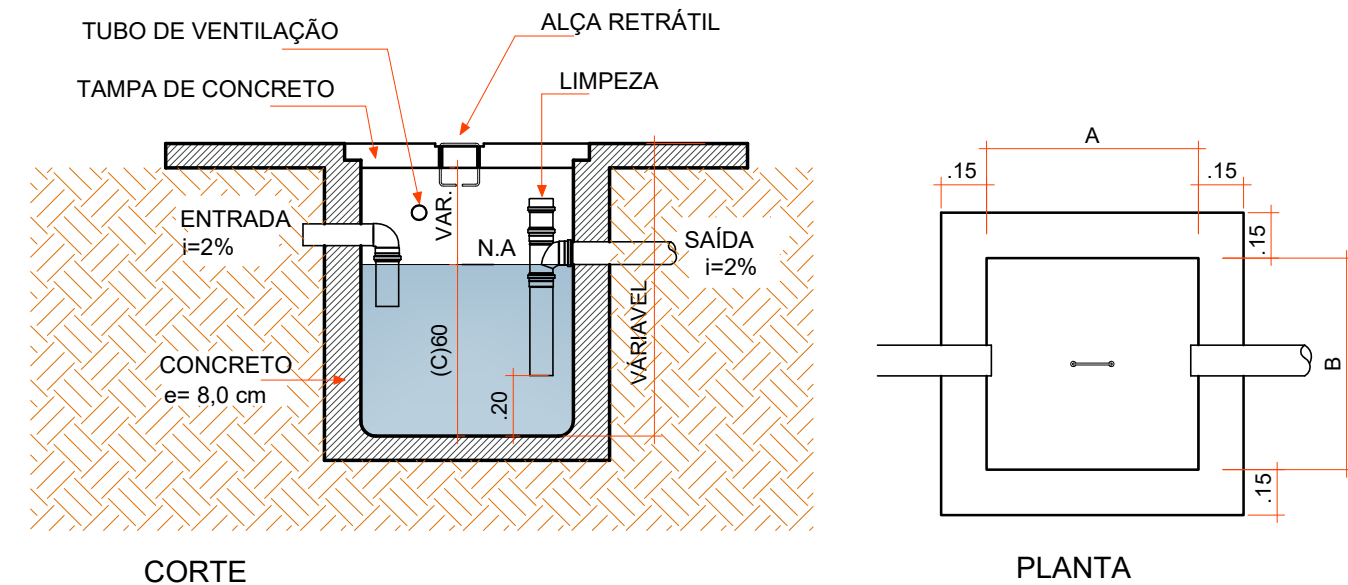 TUBO DE VENTILAÇÃO
ALÇA RETRÁTIL
TAMPA DE CONCRETO
LIMPEZA
ENTRADA
i=2%
VAR.
N.A
SAÍDA
i=2%
CONCRETO
e= 8,0 cm
(C)60
.20
VÁRIAVEL
CORTE
A
.15
.15
.15
B
.15
PLANTA